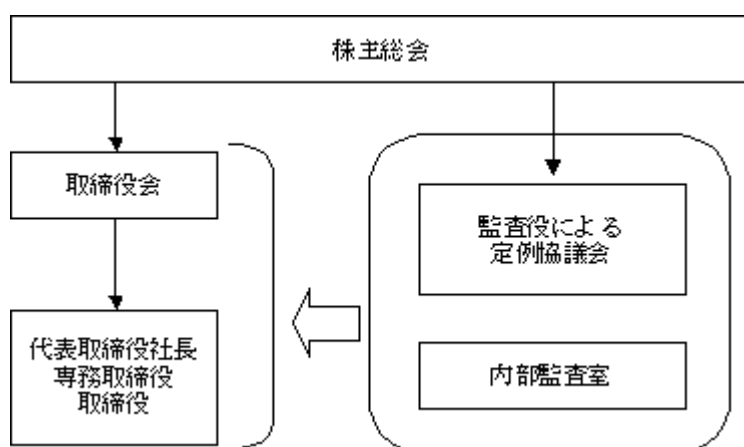 株主総会
取締役会
監査役による
定例協議会
代表取締役社長
専務取締役
取締役
内部監査室